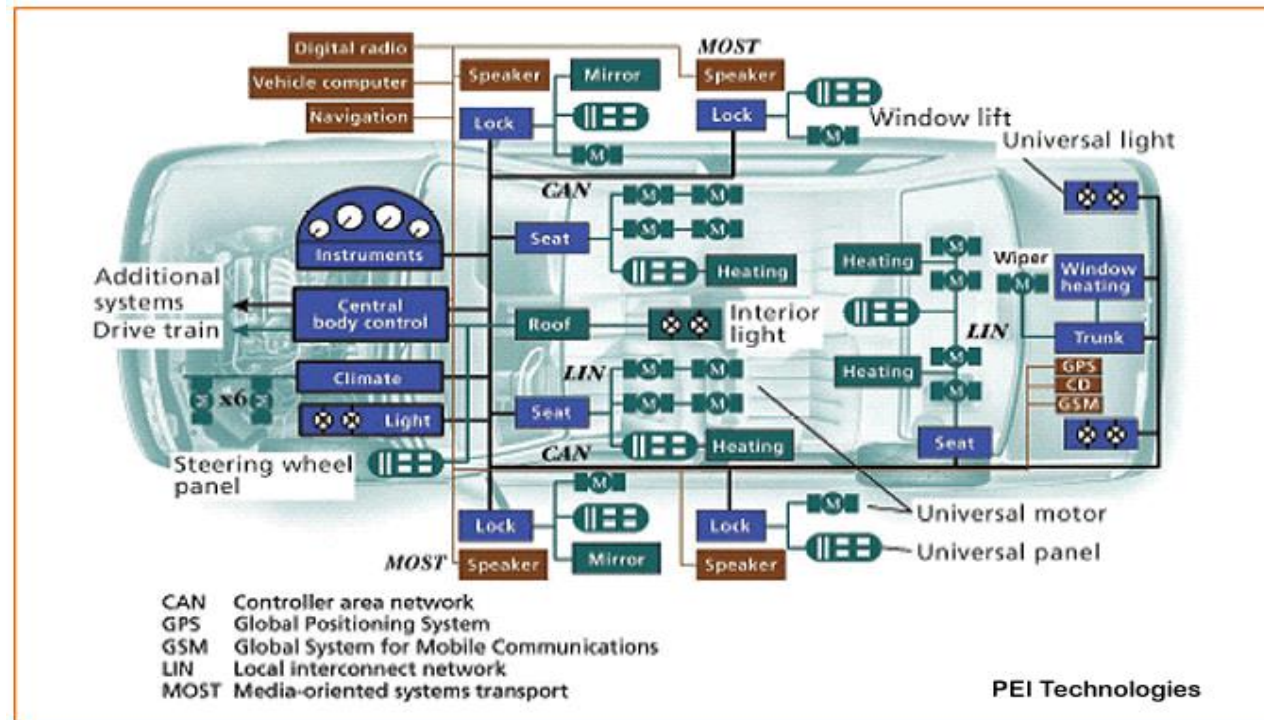 Digital radio
MOST
Speaker
Mirror
Speaker
Vehicle computer
Navigation
Lock
Lock
Window lift
M
M
Universal light
CAN
M M
Instruments
Seat
M M
Heating
Heating
M
M
Wiper
M
Window
heating
Additional
systems
Drive train
Central
body control
Roof
Interior
light
LIN
Trunk
Climate
LIN
M M
Heating
M
M
GPS
CD
GSM
M x6 M
Light
Seat
M M
CAN
Heating
Seat
Steering wheel
panel
M
Lock
Lock
M
Universal motor
Universal panel
MOST
Speaker
Mirror
Speaker
CAN Controller area network
GPS Global Positioning System
GSM Global System for Mobile Communications
LIN Local interconnect network
MOST Media-oriented systems transport
PEI Technologies